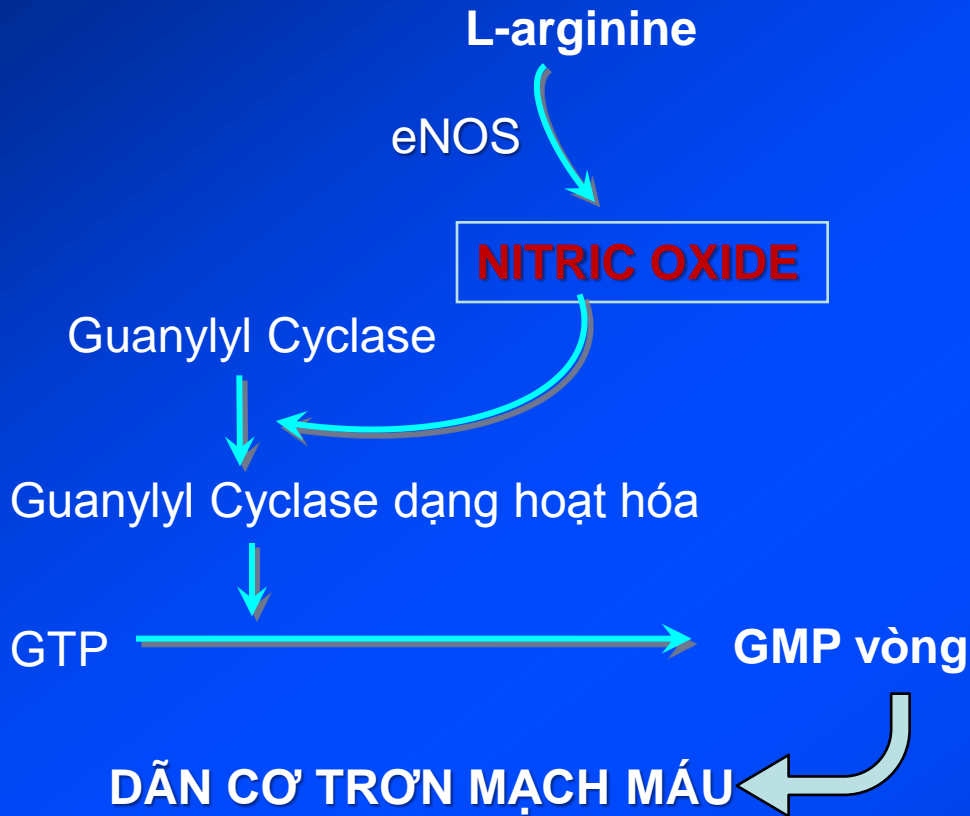 L-arginine
eNOS
NITRIC OXIDE
Guanylyl Cyclase
Guanylyl Cyclase dạng hoạt hóa
GTP
GMP vòng
DÃN CƠ TRƠN MẠCH MÁU